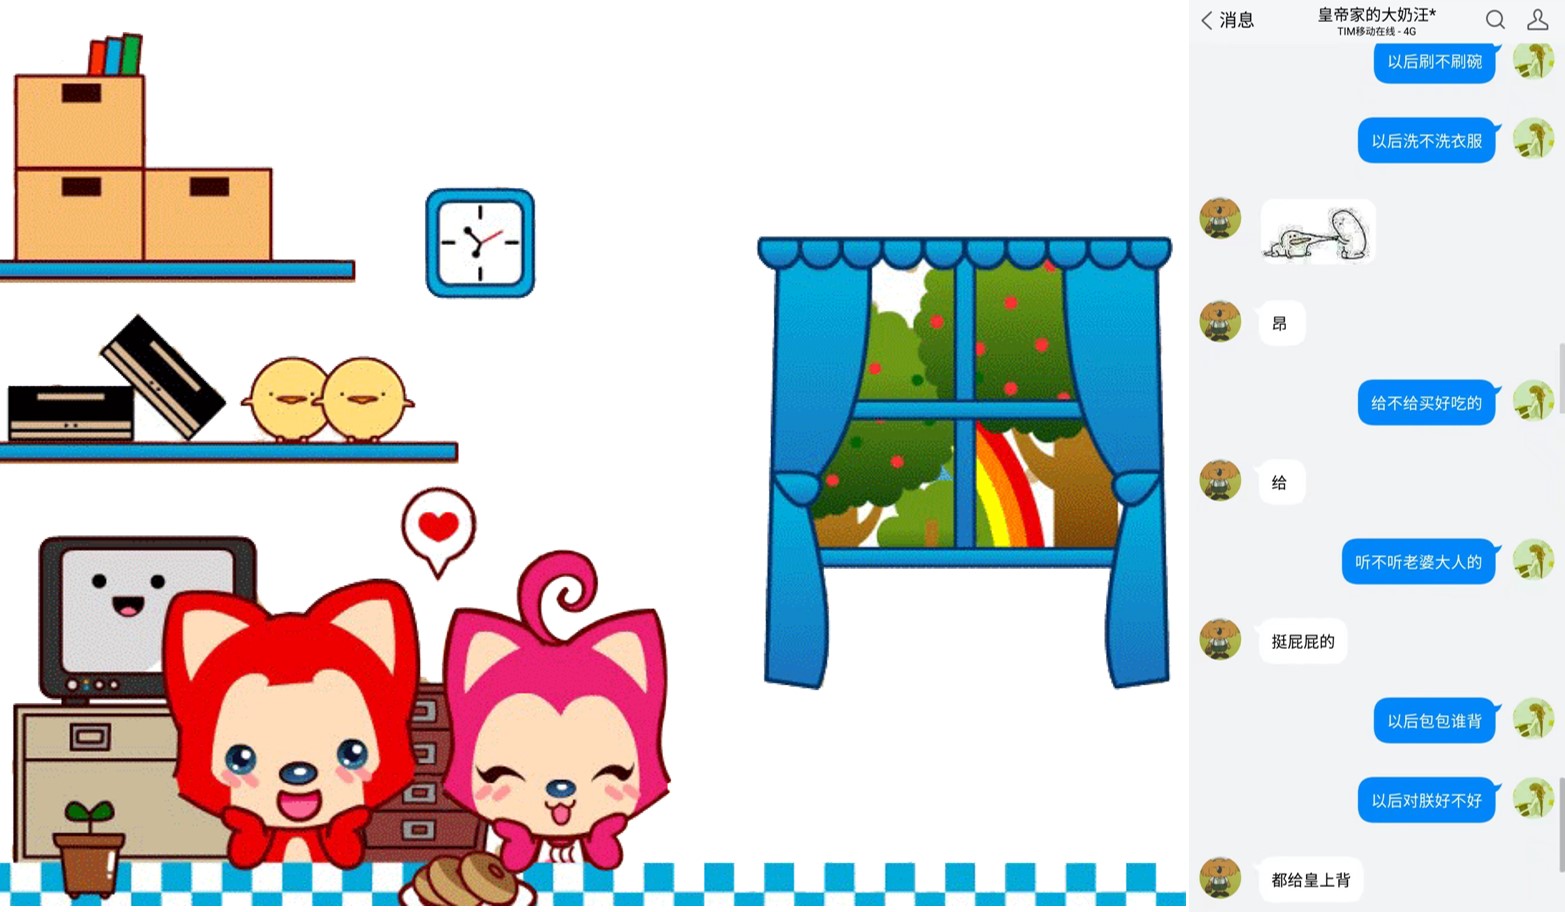 消息
皇帝家的大奶汪*
TIM移动在线 - 4G
以后刷不刷碗
以后洗不洗衣服
昂
给不给买好吃的
给
听不听老婆大人的
挺屁屁的
以后包包谁背
以后对朕好不好
都给皇上背